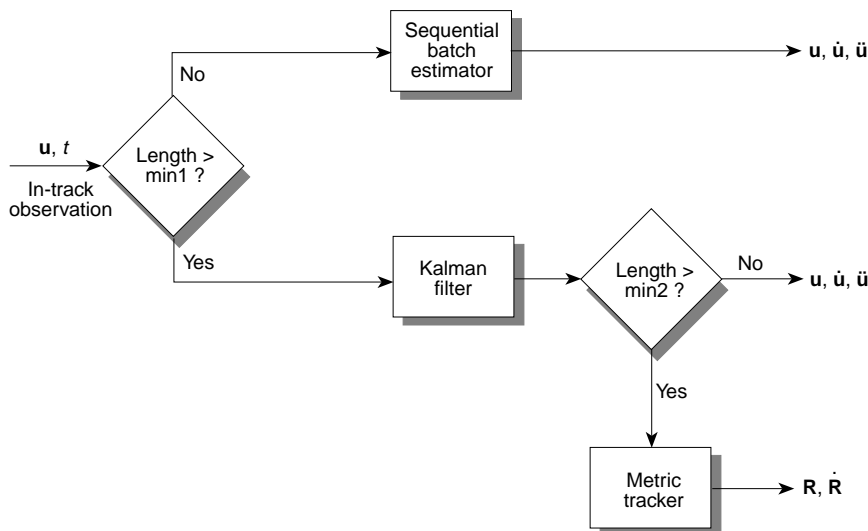 Sequential
batch
estimator
u, u̇, ü
No
u, t
In-track
observation
Length >
min1 ?
Yes
Kalman
filter
Length >
min2 ?
No
u, u̇, ü
Yes
Metric
tracker
R, Ṙ